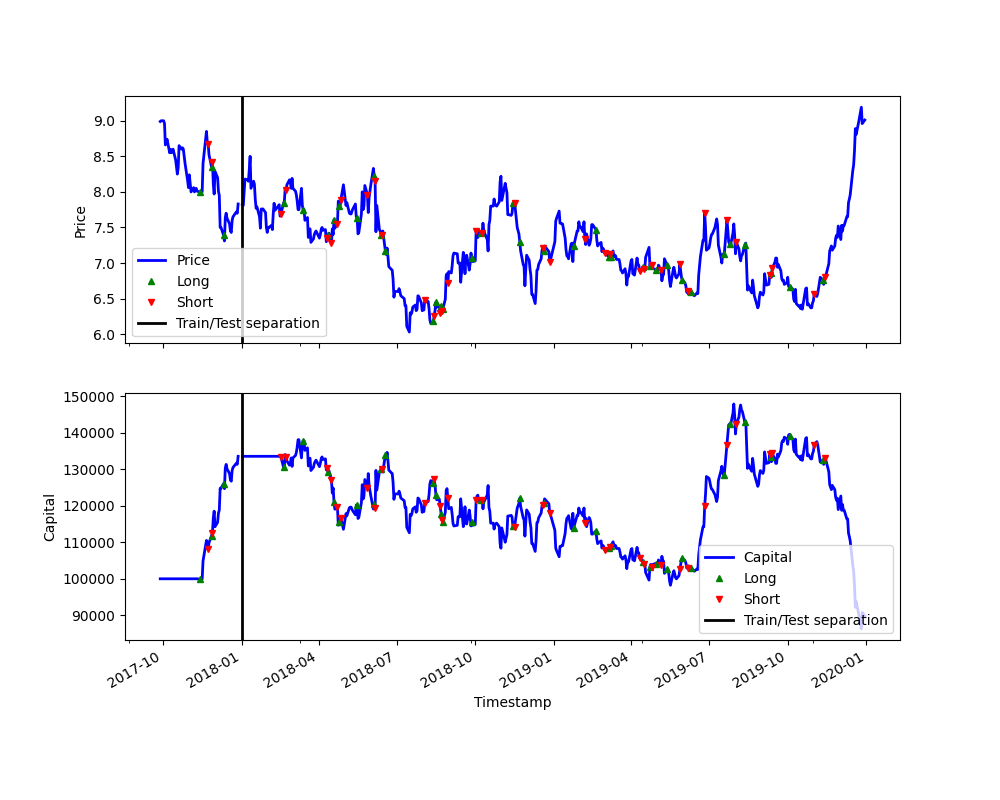 9.0
8.5
8.0
7.5
7.0
6.5
6.0
Price
Price
Long
Short
Train/Test separation
150000
140000
130000
120000
110000
100000
90000
Capital
Capital
Long
Short
Train/Test separation
2017-10
2018-01
2018-04
2018-07
2018-10
2019-01
2019-04
2019-07
2019-10
2020-01
Timestamp